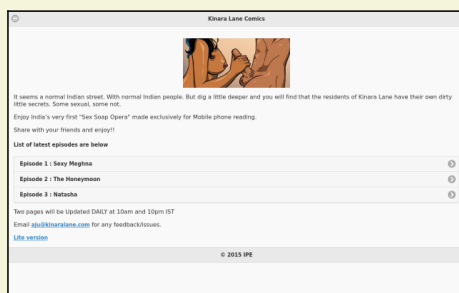 Kinara Lane Comics
It seems a normal Indian street. With normal Indian people. But dig a little deeper and you will find that the residents of Kinara Lane have their own dirty
little secrets. Some sexual, some not.
Enjoy India's very first "Sex Soap Opera" made exclusively for Mobile phone reading.
Share with your friends and enjoy!!
List of latest episodes are below
Episode 1 : Sexy Meghna
Episode 2 : The Honeymoon
Episode 3 : Natasha
Two pages will be Updated DAILY at 10am and 10pm IST
Email aju@kinaralane.com for any feedback/issues.
Lite version
© 2015 IPE